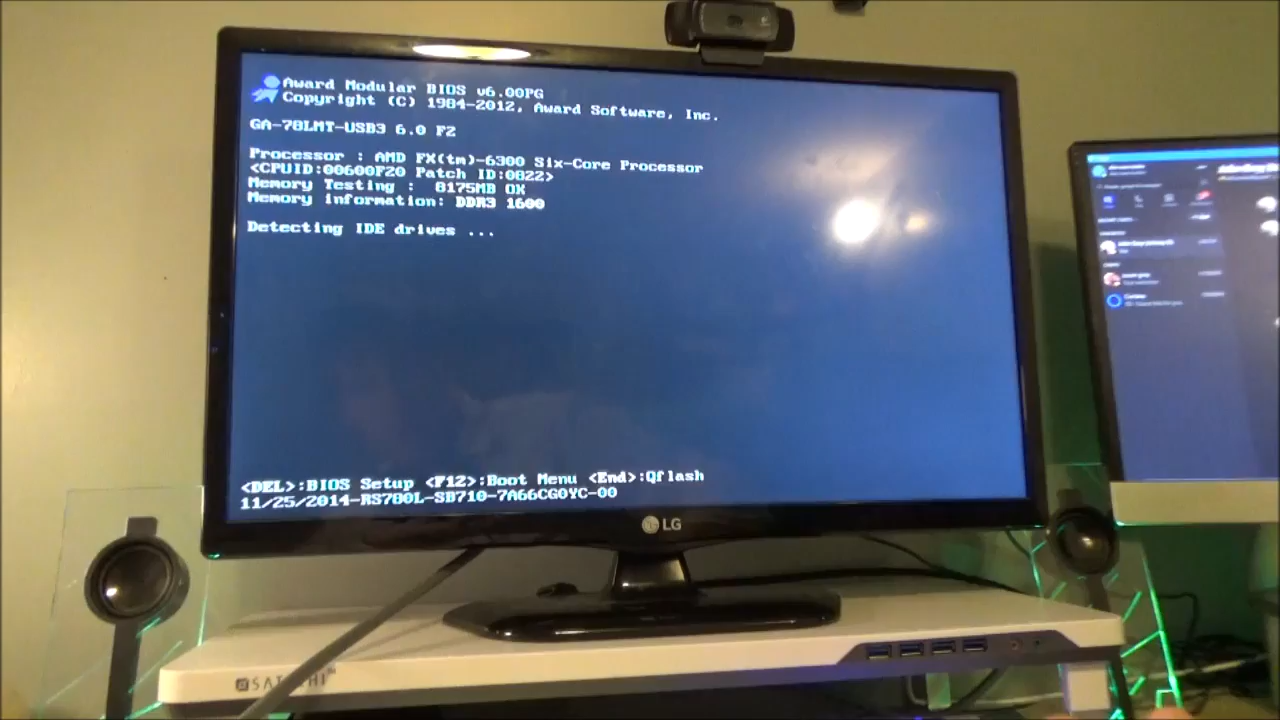 Award Modular BIOS v6.00PG
Copyright (C) 1984-2012, Award Software, Inc.
GA-78LMT-USB3 6.0 F2
Processor : AMD FX(tm)-6300 Six-Core Processor
<CPUID:00600F20 Patch ID:0822>
Memory Testing : 8175MB OK
Memory information: DDR3 1600
Detecting IDE drives ...
<DEL>:BIOS Setup <F12>:Boot Menu <End>:Qflash
11/25/2014-RS780L-SB710-7A66CG0YC-00
LG